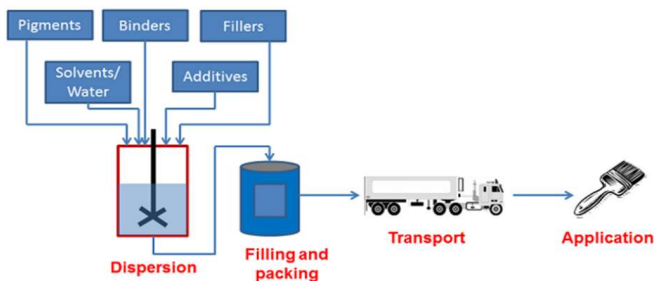 Pigments
Binders
Fillers
Solvents/
Water
Additives
Dispersion
Filling and
packing
Transport
Application